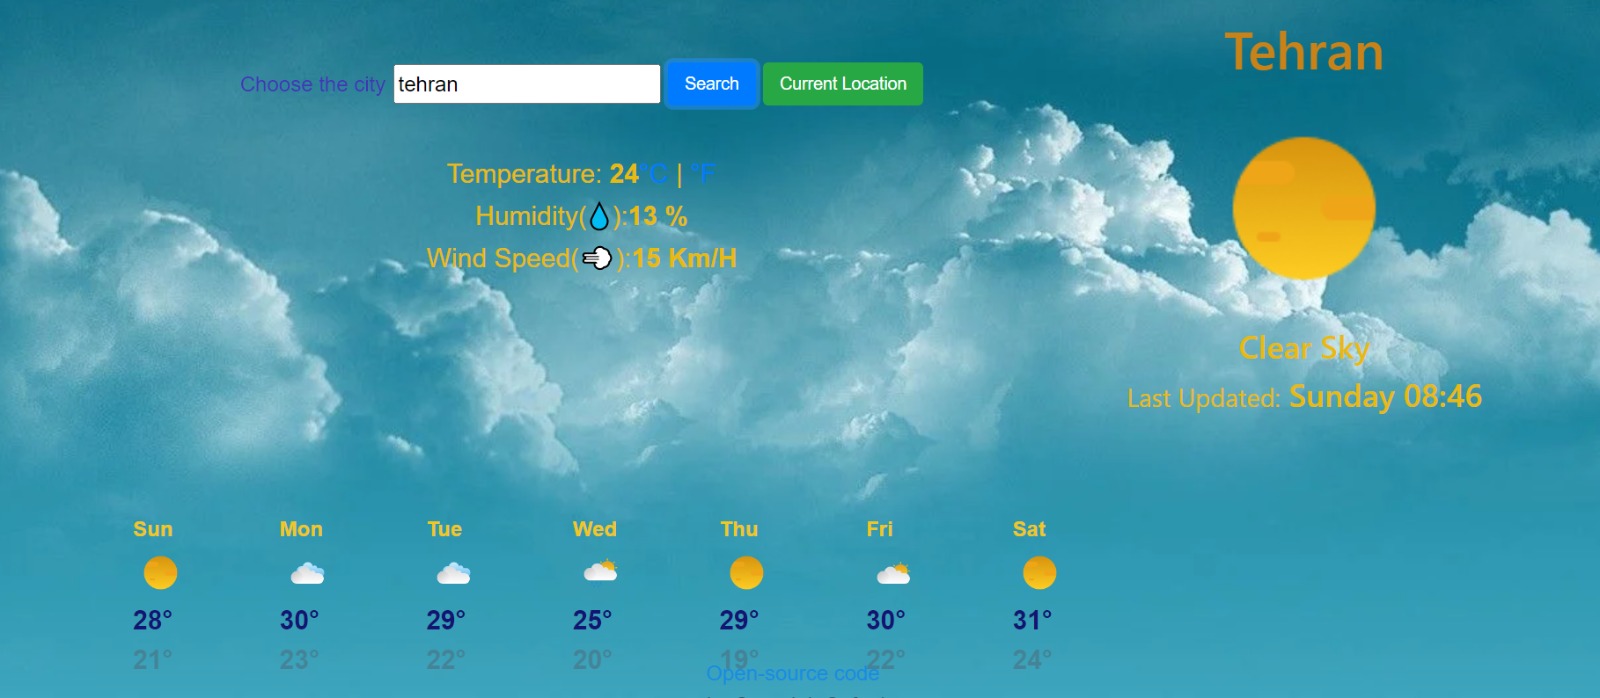 Tehran
Choose the city tehran Search Current Location
Temperature: 24°C | °F
Humidity(💧):13 %
Wind Speed(💨):15 Km/H
Clear Sky
Last Updated: Sunday 08:46
Sun Mon Tue Wed Thu Fri Sat
28° 30° 29° 25° 29° 30° 31°
21° 23° 22° 20° 19° 22° 24°
Open-source code